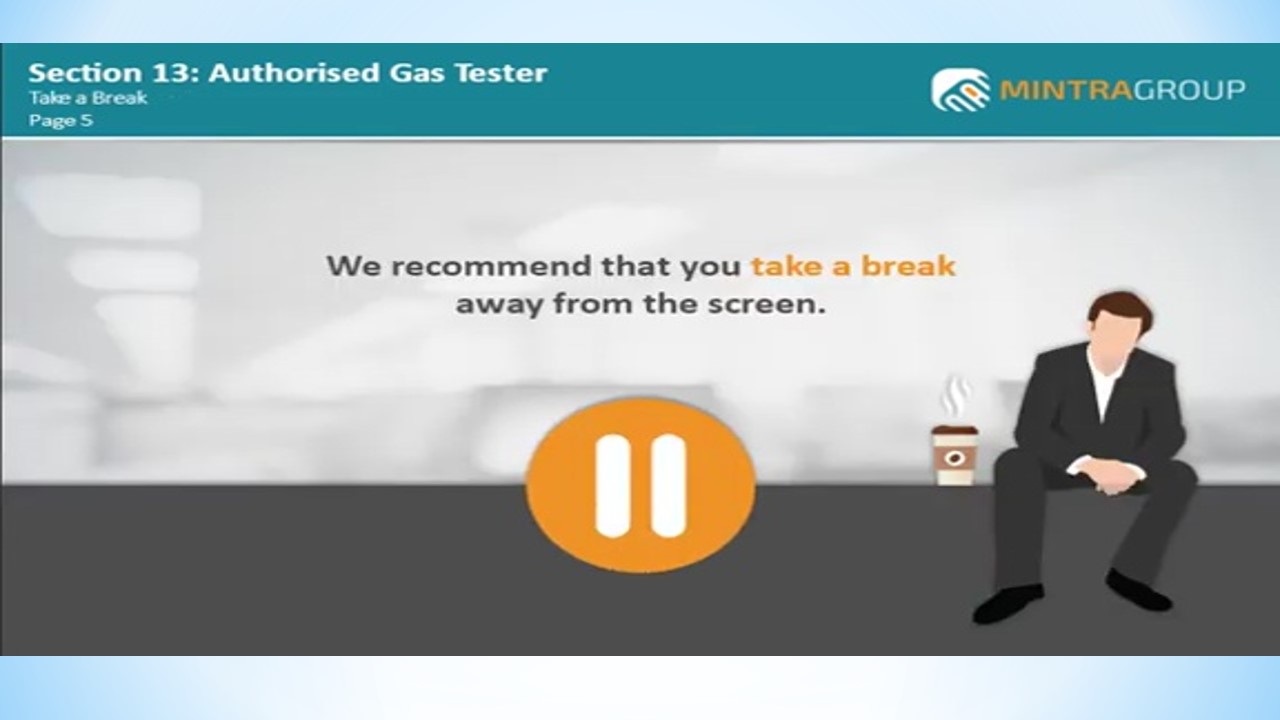 Section 13: Authorised Gas Tester
Take a Break
Page 5
MINTRAGROUP
We recommend that you take a break
away from the screen.